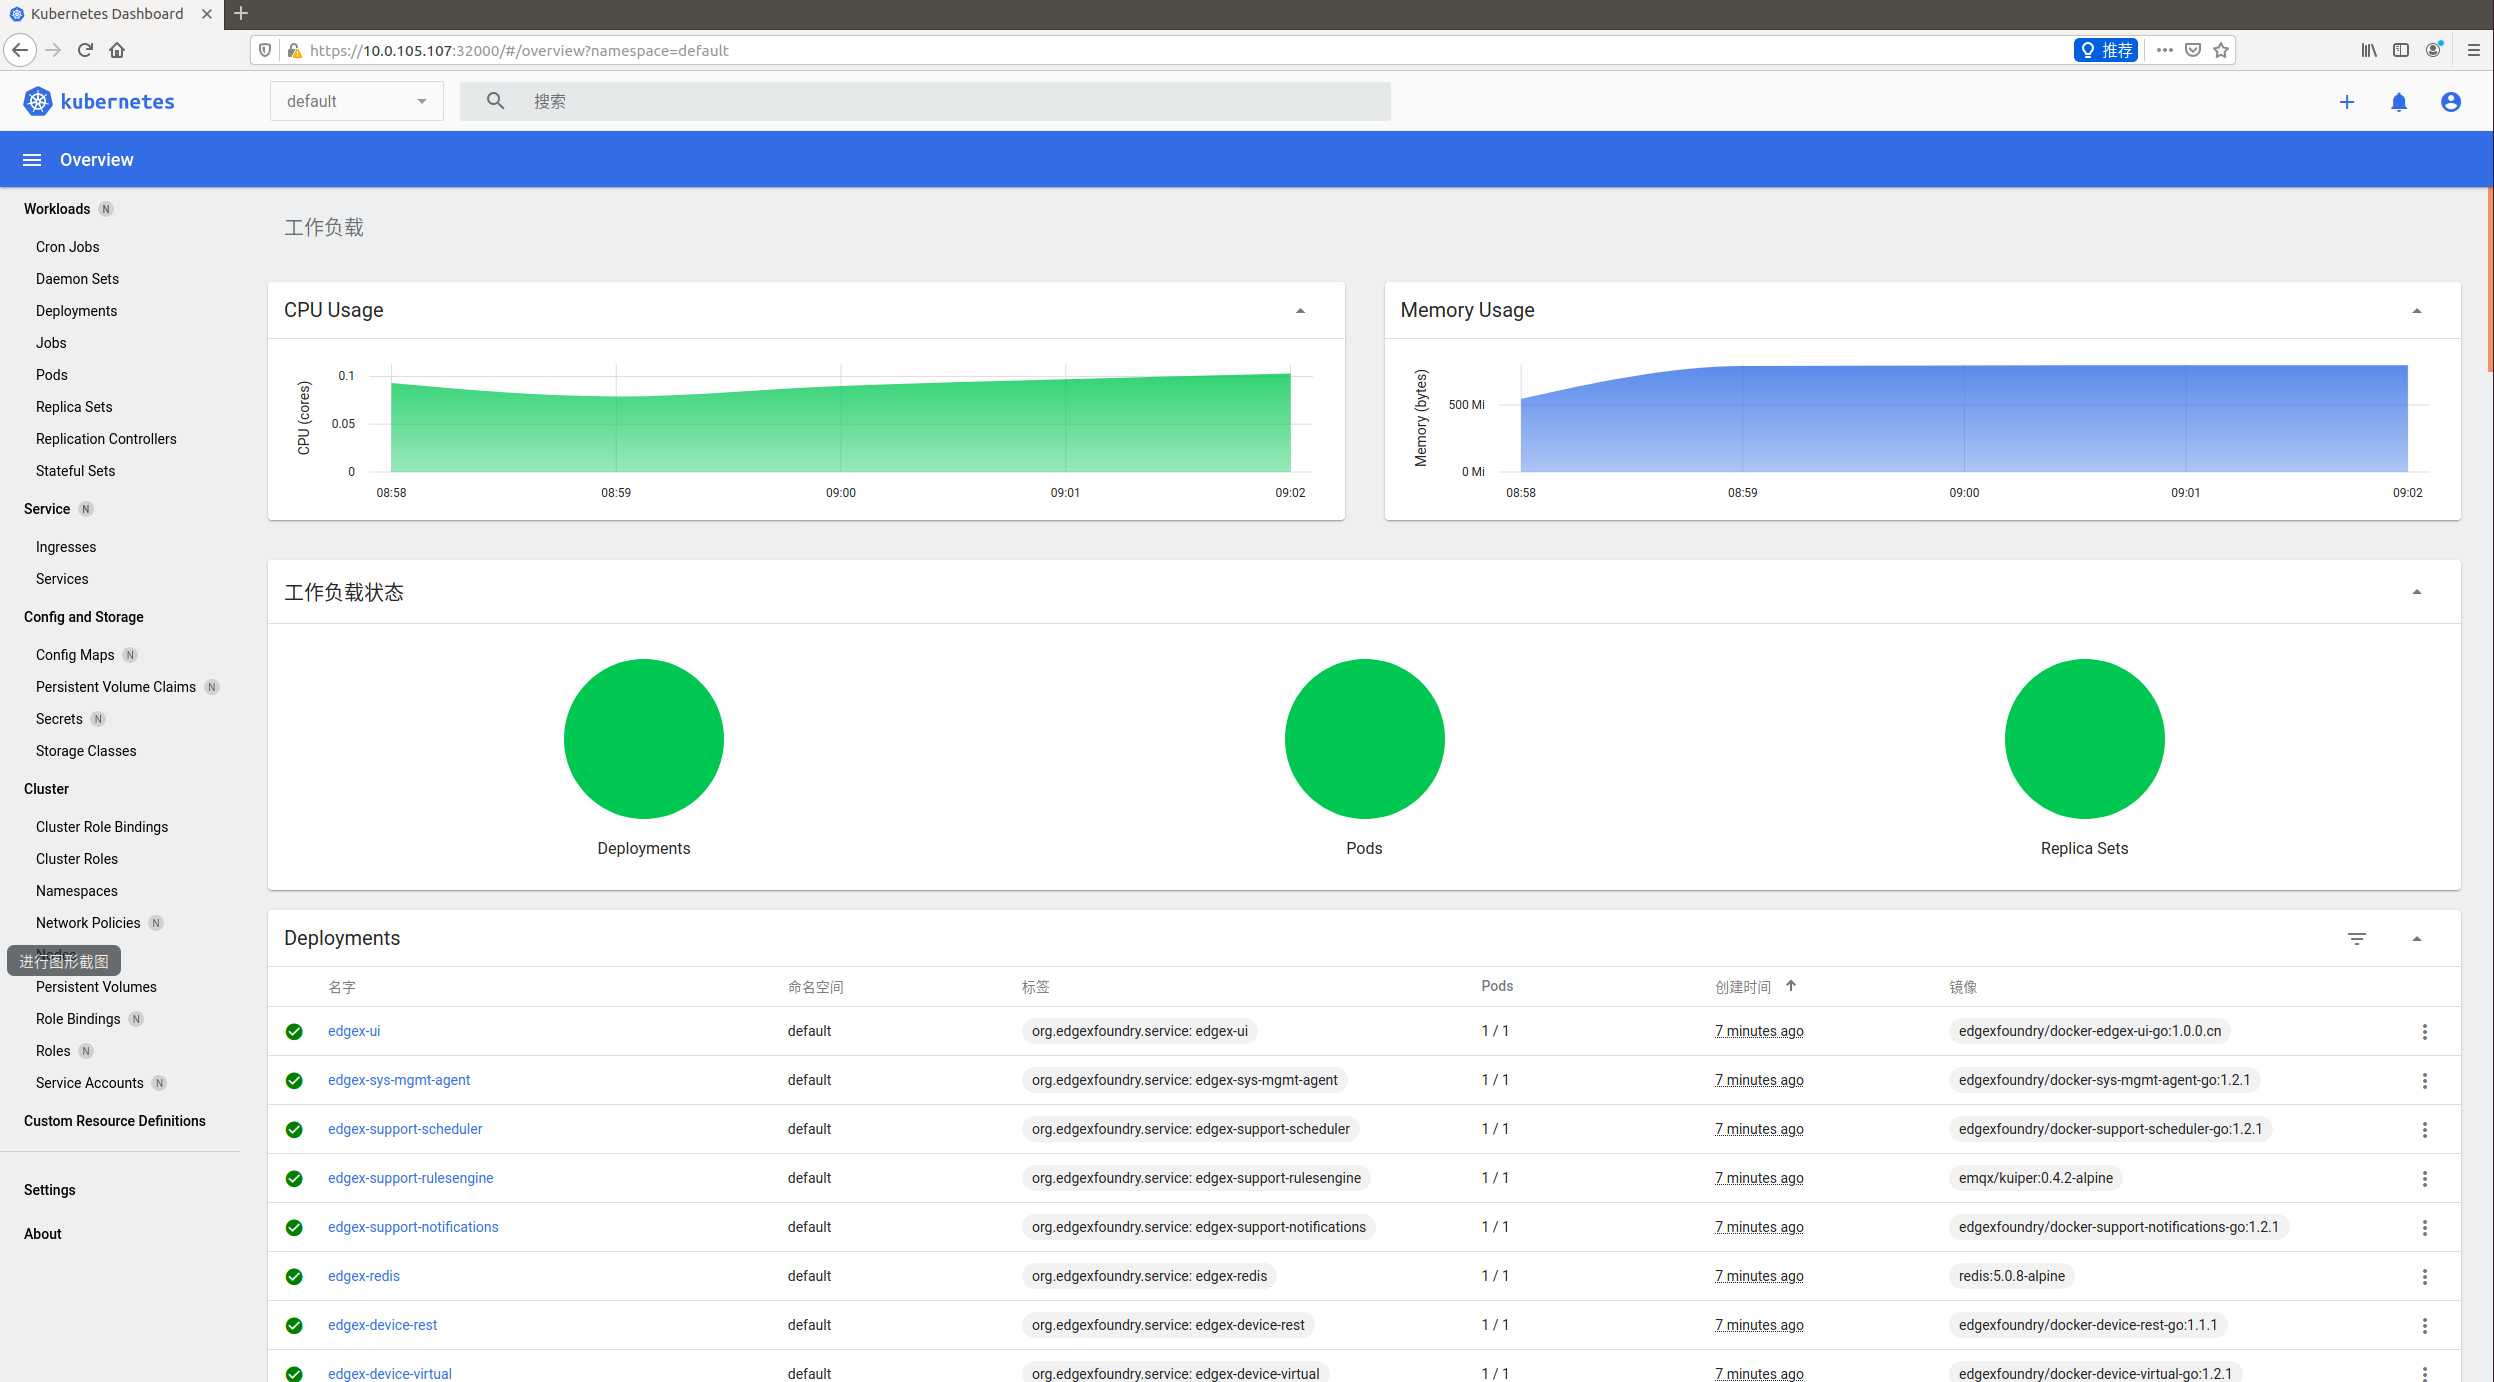 Kubernetes Dashboard
https://10.0.105.107:32000/#/overview?namespace=default
推荐
kubernetes
default
搜索
Overview
Workloads N
Cron Jobs
Daemon Sets
Deployments
Jobs
Pods
Replica Sets
Replication Controllers
Stateful Sets
Service N
Ingresses
Services
Config and Storage
Config Maps N
Persistent Volume Claims N
Secrets N
Storage Classes
Cluster
Cluster Role Bindings
Cluster Roles
Namespaces
Network Policies N
进行图形截图
Persistent Volumes
Role Bindings N
Roles N
Service Accounts N
Custom Resource Definitions
Settings
About
工作负载
CPU Usage
CPU (cores)
0.1
0.05
0
08:58 08:59 09:00 09:01 09:02
Memory Usage
Memory (bytes)
500 Mi
0 Mi
08:58 08:59 09:00 09:01 09:02
工作负载状态
Deployments Pods Replica Sets
Deployments
名字 命名空间 标签 Pods 创建时间 镜像
edgex-ui default org.edgexfoundry.service: edgex-ui 1 / 1 7 minutes ago edgexfoundry/docker-edgex-ui-go:1.0.0.cn
edgex-sys-mgmt-agent default org.edgexfoundry.service: edgex-sys-mgmt-agent 1 / 1 7 minutes ago edgexfoundry/docker-sys-mgmt-agent-go:1.2.1
edgex-support-scheduler default org.edgexfoundry.service: edgex-support-scheduler 1 / 1 7 minutes ago edgexfoundry/docker-support-scheduler-go:1.2.1
edgex-support-rulesengine default org.edgexfoundry.service: edgex-support-rulesengine 1 / 1 7 minutes ago emqx/kuiper:0.4.2-alpine
edgex-support-notifications default org.edgexfoundry.service: edgex-support-notifications 1 / 1 7 minutes ago edgexfoundry/docker-support-notifications-go:1.2.1
edgex-redis default org.edgexfoundry.service: edgex-redis 1 / 1 7 minutes ago redis:5.0.8-alpine
edgex-device-rest default org.edgexfoundry.service: edgex-device-rest 1 / 1 7 minutes ago edgexfoundry/docker-device-rest-go:1.1.1
edgex-device-virtual default org.edgexfoundry.service: edgex-device-virtual 1 / 1 7 minutes ago edgexfoundry/docker-device-virtual-go:1.2.1